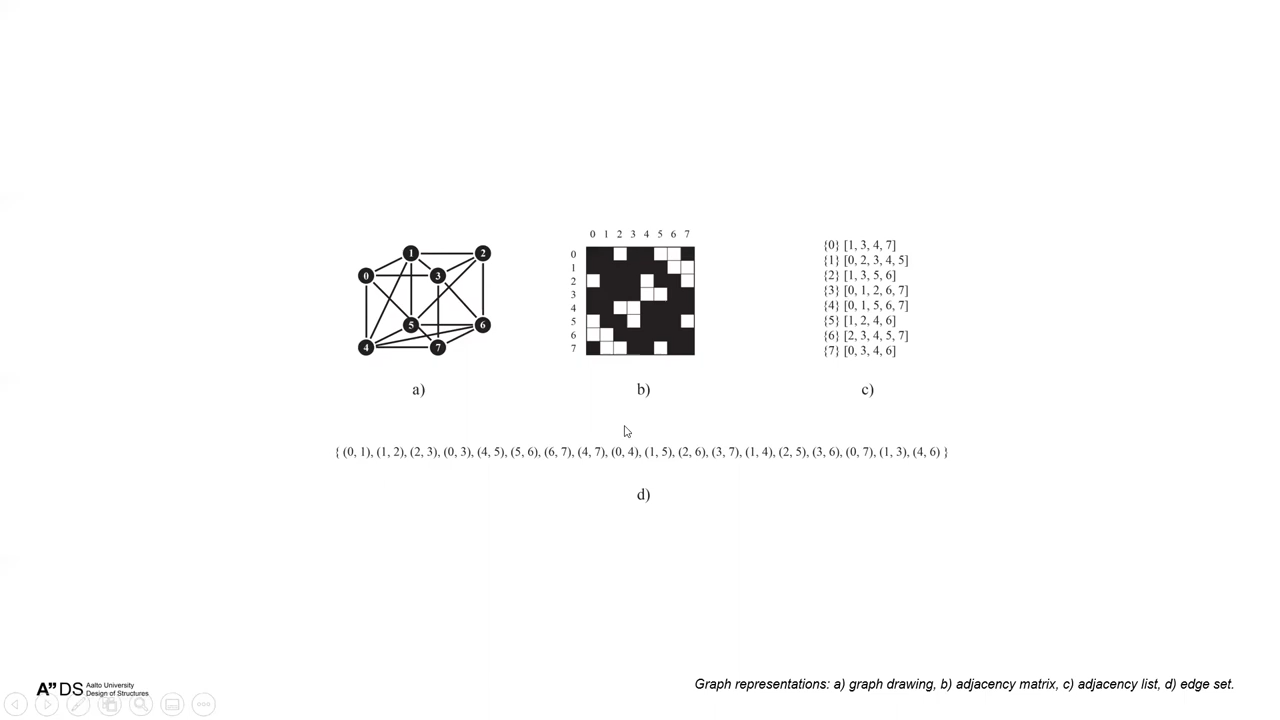 0 1 2 3 4 5 6 7
0
1
2
3
4
5
6
7
1
2
0
3
5
6
4
7
{0} [1, 3, 4, 7]
{1} [0, 2, 3, 4, 5]
{2} [1, 3, 5, 6]
{3} [0, 1, 2, 6, 7]
{4} [0, 1, 5, 6, 7]
{5} [1, 2, 4, 6]
{6} [2, 3, 4, 5, 7]
{7} [0, 3, 4, 6]
a)
b)
c)
{ (0, 1), (1, 2), (2, 3), (0, 3), (4, 5), (5, 6), (6, 7), (4, 7), (0, 4), (1, 5), (2, 6), (3, 7), (1, 4), (2, 5), (3, 6), (0, 7), (1, 3), (4, 6) }
d)
A” DS Aalto University
Design of Structures
Graph representations: a) graph drawing, b) adjacency matrix, c) adjacency list, d) edge set.